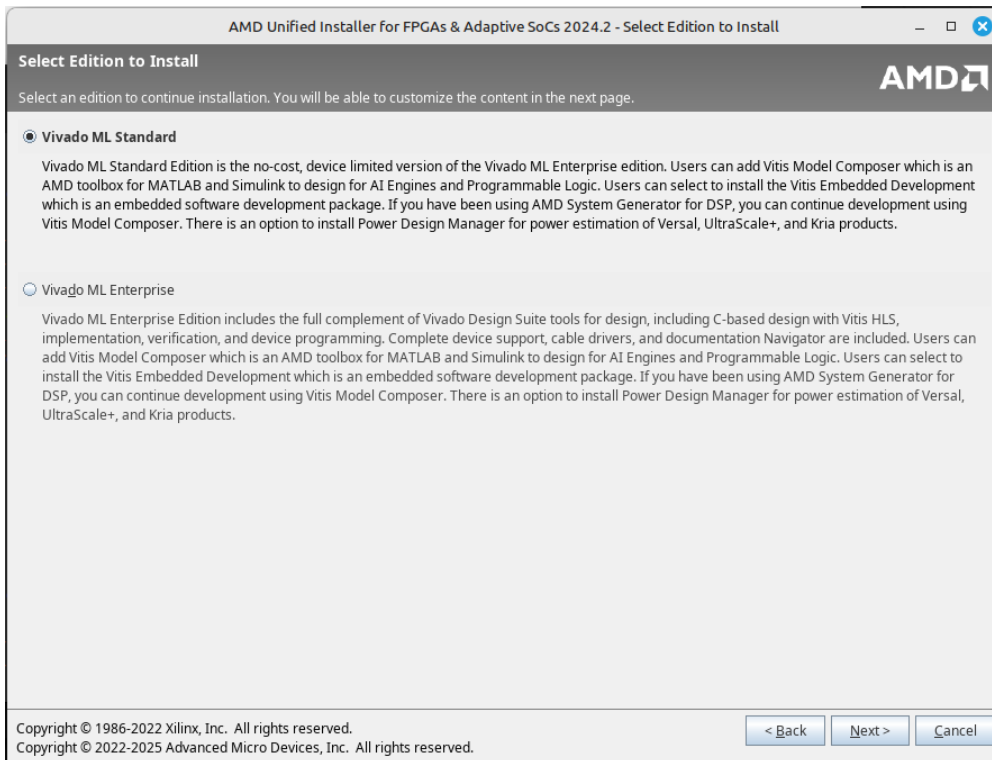 AMD Unified Installer for FPGAs & Adaptive SoCs 2024.2 - Select Edition to Install
Select Edition to Install
AMD
Select an edition to continue installation. You will be able to customize the content in the next page.
Vivado ML Standard
Vivado ML Standard Edition is the no-cost, device limited version of the Vivado ML Enterprise edition. Users can add Vitis Model Composer which is an
AMD toolbox for MATLAB and Simulink to design for AI Engines and Programmable Logic. Users can select to install the Vitis Embedded Development
which is an embedded software development package. If you have been using AMD System Generator for DSP, you can continue development using
Vitis Model Composer. There is an option to install Power Design Manager for power estimation of Versal, UltraScale+, and Kria products.
Vivado ML Enterprise
Vivado ML Enterprise Edition includes the full complement of Vivado Design Suite tools for design, including C-based design with Vitis HLS,
implementation, verification, and device programming. Complete device support, cable drivers, and documentation Navigator are included. Users can
add Vitis Model Composer which is an AMD toolbox for MATLAB and Simulink to design for AI Engines and Programmable Logic. Users can select to
install the Vitis Embedded Development which is an embedded software development package. If you have been using AMD System Generator for
DSP, you can continue development using Vitis Model Composer. There is an option to install Power Design Manager for power estimation of Versal,
UltraScale+, and Kria products.
Copyright © 1986-2022 Xilinx, Inc. All rights reserved.
Copyright © 2022-2025 Advanced Micro Devices, Inc. All rights reserved.
< Back
Next >
Cancel